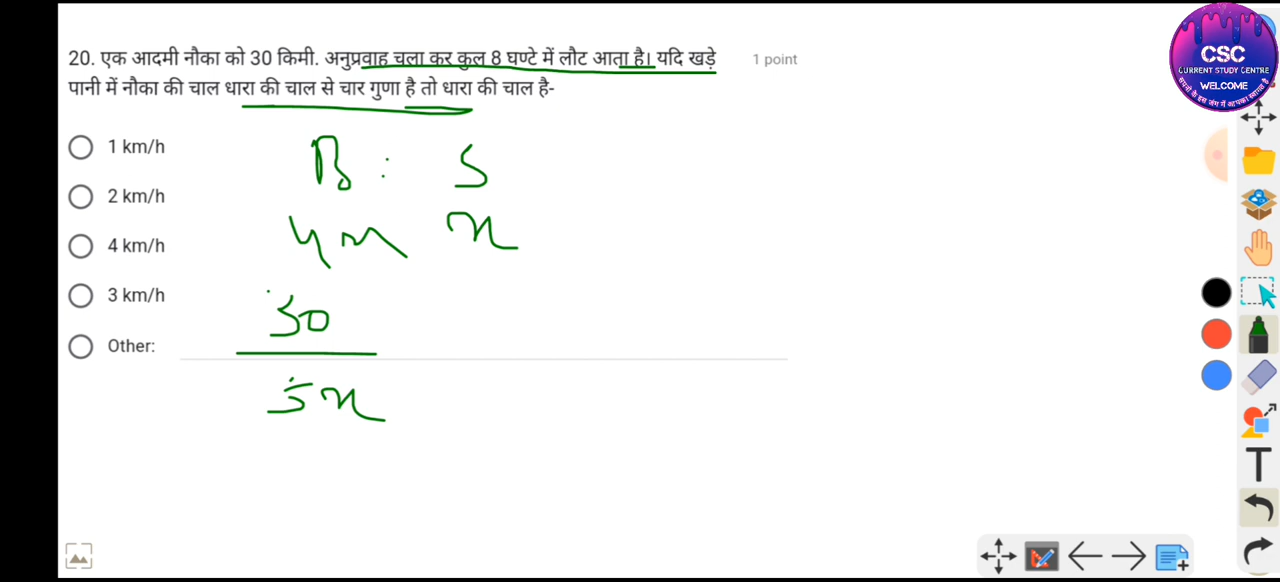 20. एक आदमी नौका को 30 किमी. अनुप्रवाह चला कर कुल 8 घण्टे में लौट आता है। यदि खड़े
1 point
पानी में नौका की चाल धारा की चाल से चार गुणा है तो धारा की चाल है-
1 km/h
2 km/h
4 km/h
3 km/h
Other:
B : S
4x x
30
5x
CSC
CURRENT STUDY CENTRE
WELCOME
T